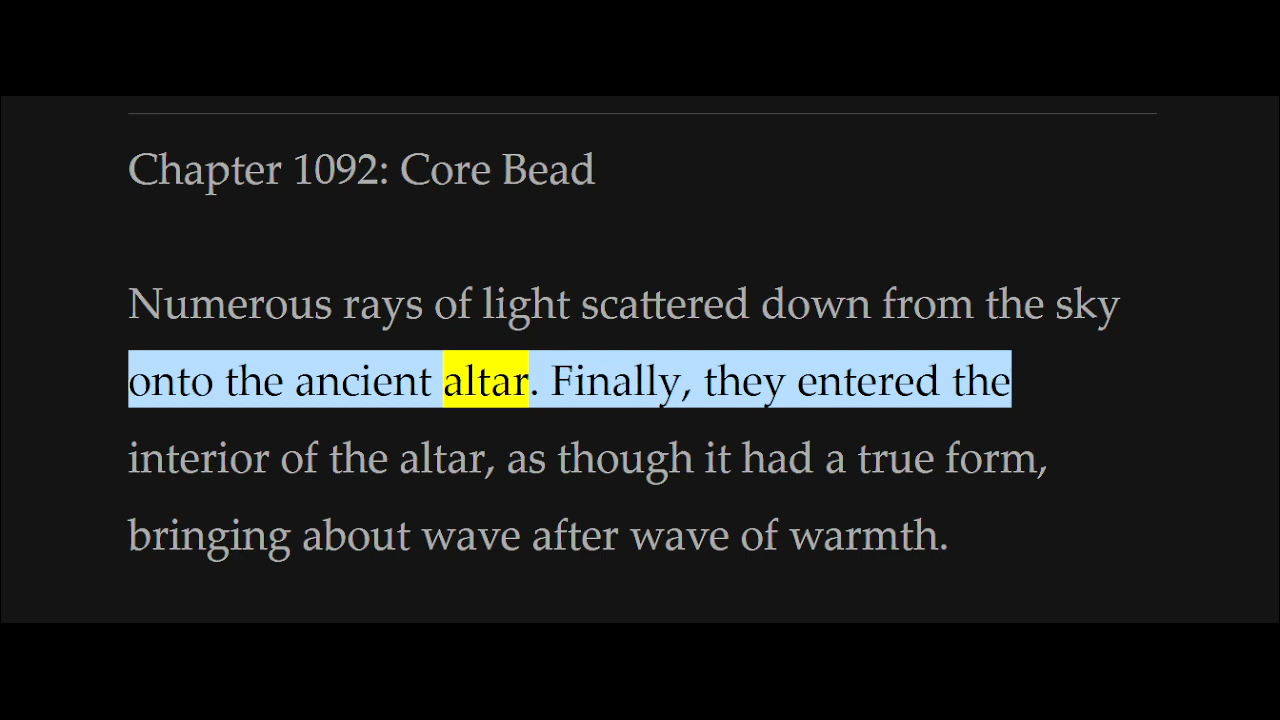 Chapter 1092: Core Bead
Numerous rays of light scattered down from the sky
onto the ancient altar. Finally, they entered the
interior of the altar, as though it had a true form,
bringing about wave after wave of warmth.